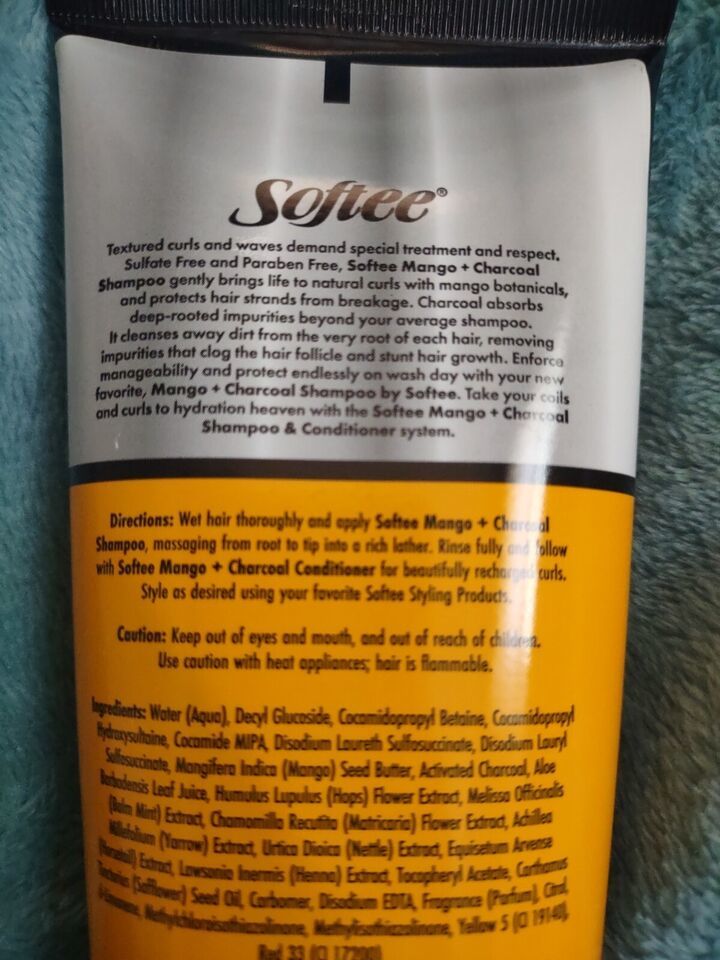 Softee®
Textured curls and waves demand special treatment and respect.
Sulfate Free and Paraben Free, Softee Mango + Charcoal
Shampoo gently brings life to natural curls with mango botanicals,
and protects hair strands from breakage. Charcoal absorbs
deep-rooted impurities beyond your average shampoo.
It cleanses away dirt from the very root of each hair, removing
impurities that clog the hair follicle and stunt hair growth. Enforce
manageability and protect endlessly on wash day with your new
favorite, Mango + Charcoal Shampoo by Softee. Take your coils
and curls to hydration heaven with the Softee Mango + Charcoal
Shampoo & Conditioner system.
Directions: Wet hair thoroughly and apply Softee Mango + Charcoal
Shampoo, massaging from root to tip into a rich lather. Rinse fully and follow
with Softee Mango + Charcoal Conditioner for beautifully recharged curls.
Style as desired using your favorite Softee Styling Products.
Caution: Keep out of eyes and mouth, and out of reach of children.
Use caution with heat appliances; hair is flammable.
Ingredients: Water (Aqua), Decyl Glucoside, Cocamidopropyl Betaine, Cocamidopropyl
Hydroxysultaine, Cocamide MIPA, Disodium Laureth Sulfosuccinate, Disodium Lauryl
Sulfosuccinate, Mangifera Indica (Mango) Seed Butter, Activated Charcoal, Aloe
Barbadensis Leaf Juice, Humulus Lupulus (Hops) Flower Extract, Melissa Officinalis
(Balm Mint) Extract, Chamomilla Recutita (Matricaria) Flower Extract, Achillea
Millefolium (Yarrow) Extract, Urtica Dioica (Nettle) Extract, Equisetum Arvense
(Horsetail) Extract, Lawsonia Inermis (Henna) Extract, Tocopheryl Acetate, Carthamus
Tinctorius (Safflower) Seed Oil, Carbomer, Disodium EDTA, Fragrance (Parfum), Citral,
d-Limonene, Methylchloroisothiazolinone, Methylisothiazolinone, Yellow 5 (CI 19140),
Red 33 (CI 17200)